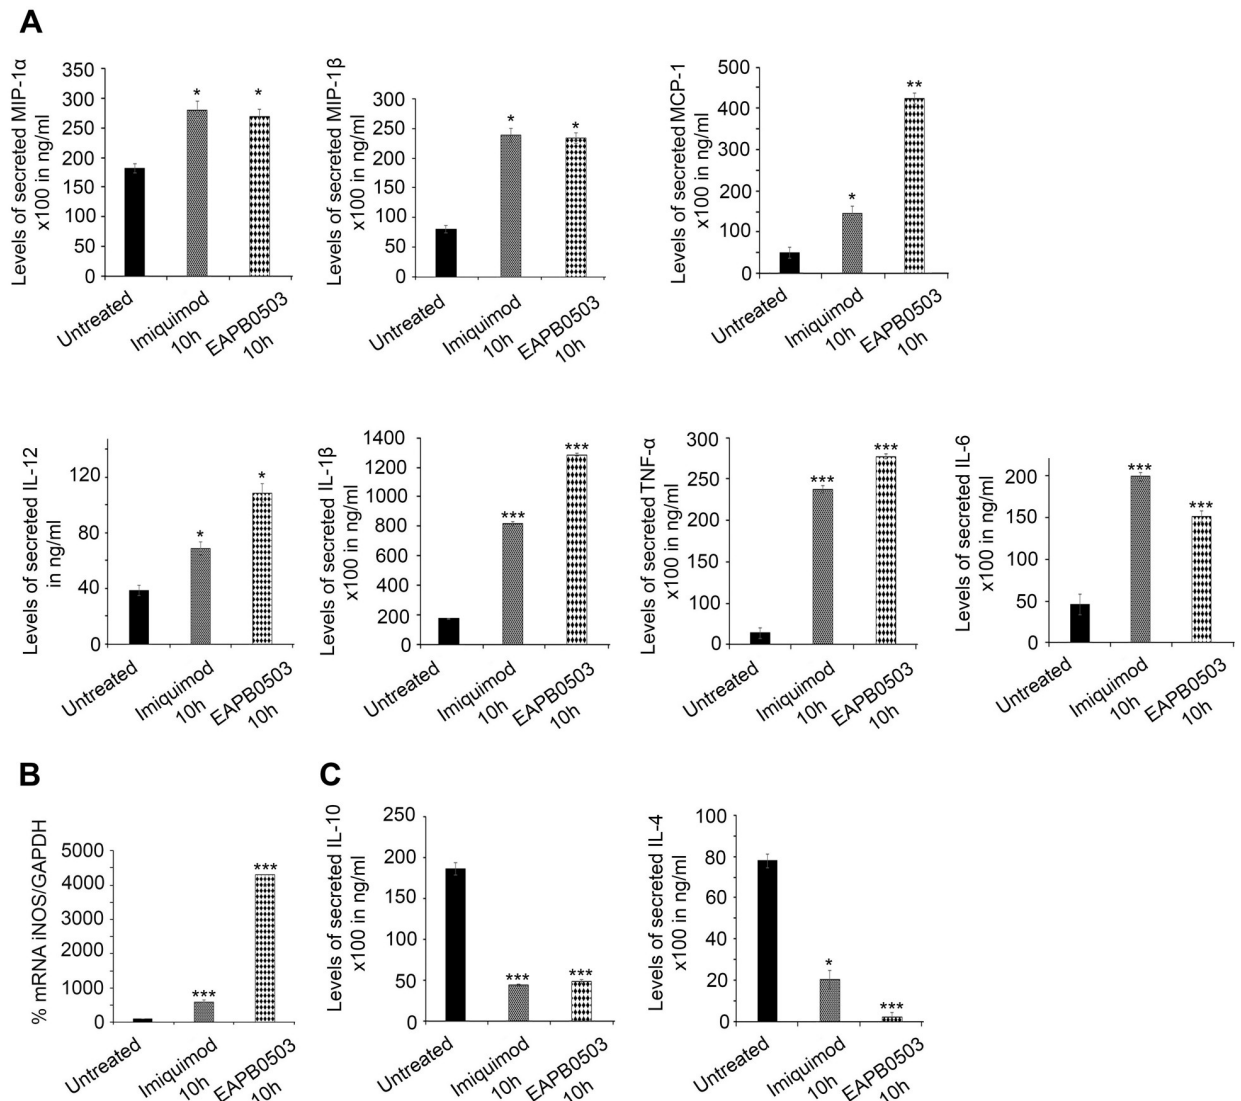 A
Levels of secreted MIP-1α
x100 in ng/ml
350
300
250
200
150
100
50
0
*
*
Untreated
Imiquimod
10h
EAPB0503
10h
Levels of secreted MIP-1β
x100 in ng/ml
300
250
200
150
100
50
0
*
*
Untreated
Imiquimod
10h
EAPB0503
10h
Levels of secreted MCP-1
x100 in ng/ml
500
400
300
200
100
50
0
*
**
Untreated
Imiquimod
10h
EAPB0503
10h
Levels of secreted IL-12
in ng/ml
120
80
40
0
*
*
Untreated
Imiquimod
10h
EAPB0503
10h
Levels of secreted IL-1β
x100 in ng/ml
1400
1200
1000
800
600
400
200
0
***
***
Untreated
Imiquimod
10h
EAPB0503
10h
Levels of secreted TNF-α
x100 in ng/ml
300
250
200
250
100
50
0
***
***
Untreated
Imiquimod
10h
EAPB0503
10h
Levels of secreted IL-6
x100 in ng/ml
200
150
100
50
0
***
***
Untreated
Imiquimod
10h
EAPB0503
10h
B
% mRNA iNOS/GAPDH
5000
4000
3000
2000
1000
0
***
***
Untreated
Imiquimod
10h
EAPB0503
10h
C
Levels of secreted IL-10
x100 in ng/ml
250
200
150
100
50
0
***
***
Untreated
Imiquimod
10h
EAPB0503
10h
Levels of secreted IL-4
x100 in ng/ml
100
80
60
40
20
0
*
***
Untreated
Imiquimod
10h
EAPB0503
10h